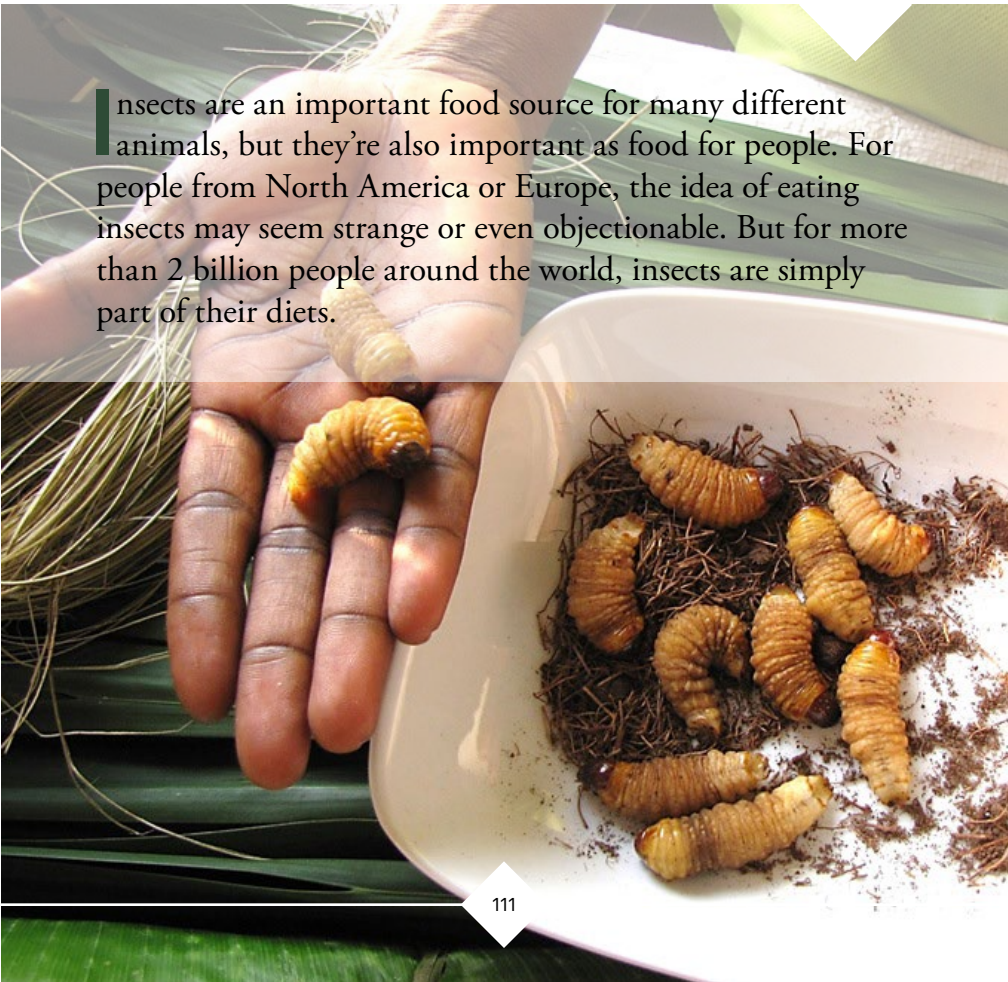 Insects are an important food source for many different
animals, but they’re also important as food for people. For
people from North America or Europe, the idea of eating
insects may seem strange or even objectionable. But for more
than 2 billion people around the world, insects are simply
part of their diets.
111